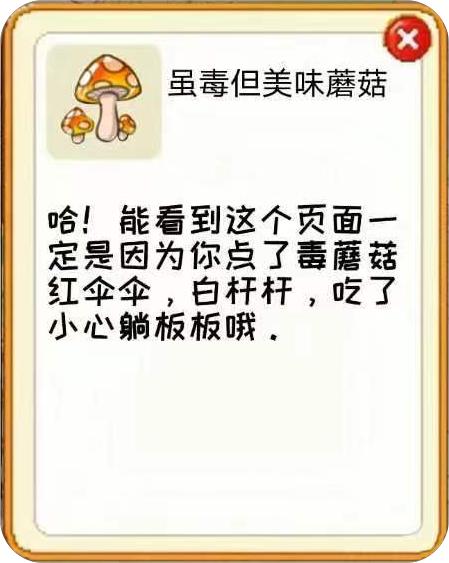 虽毒但美味蘑菇
哈！能看到这个页面一
定是因为你点了毒蘑菇
红伞伞，白杆杆，吃了
小心躺板板哦。